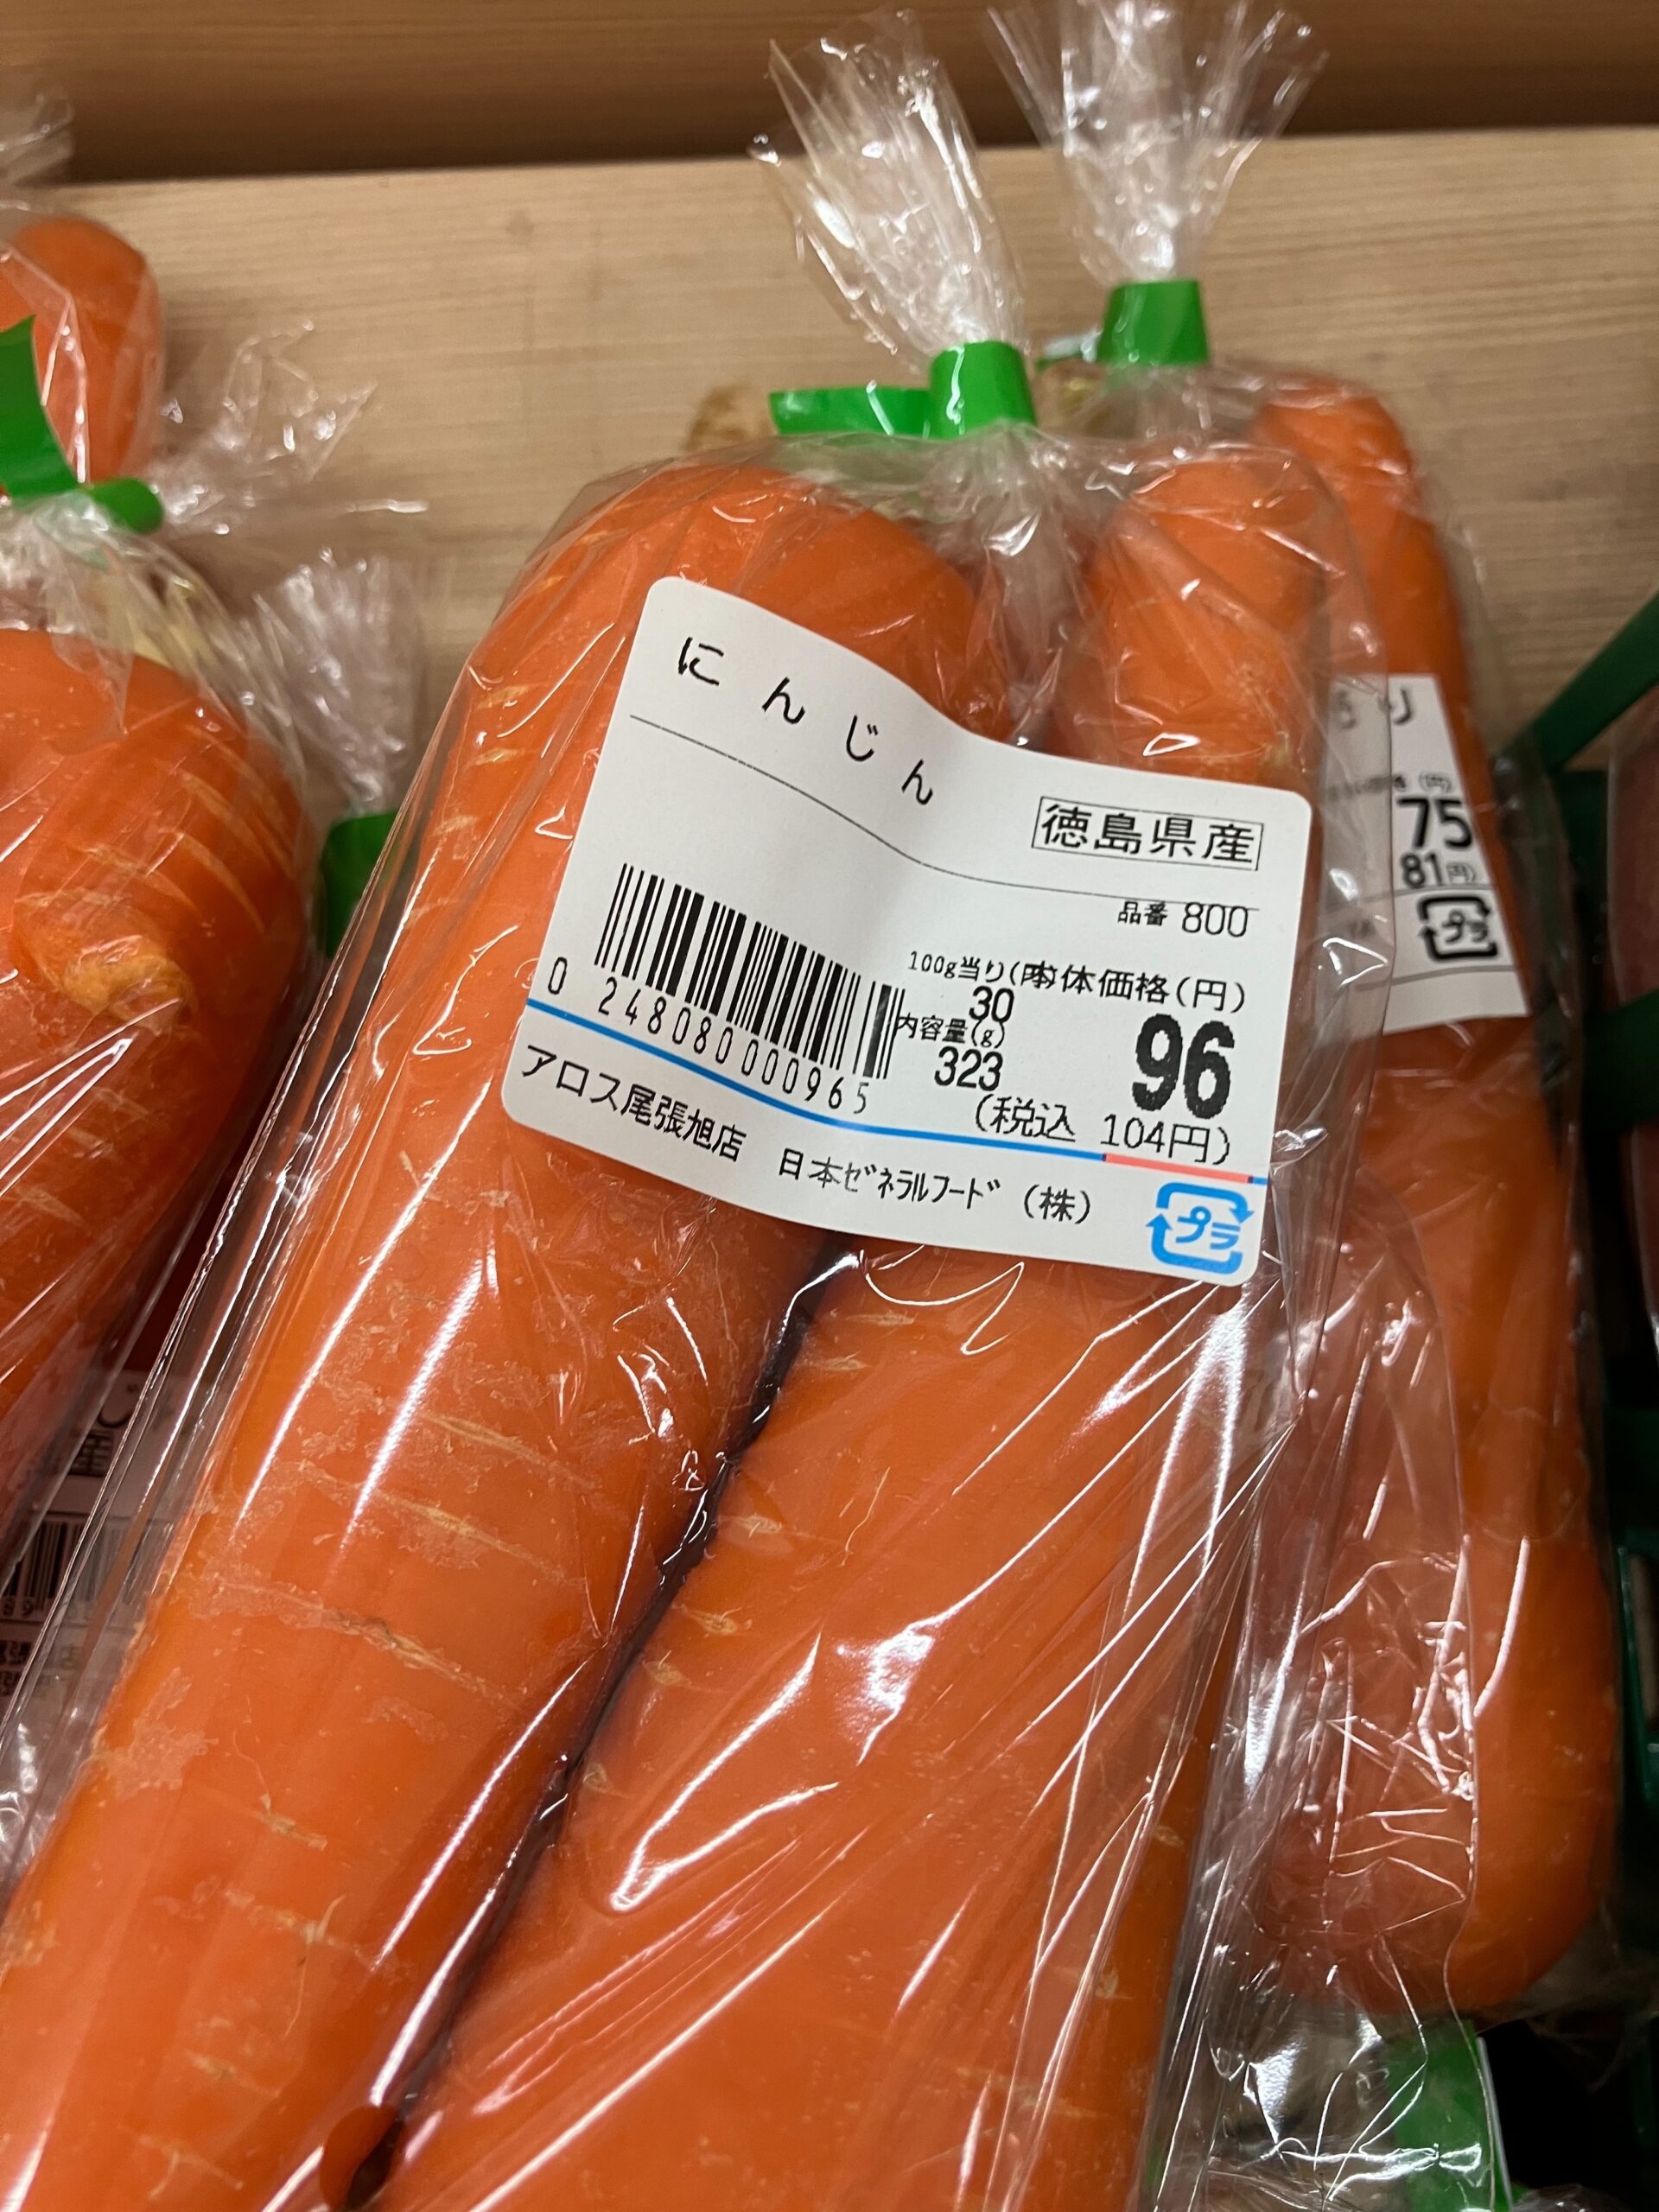 にんじん
徳島県産
品番 800
100g当り(円) 本体価格(円)
30
内容量(g)
96
323
(税込 104円)
0 248080 000965
アロス尾張旭店 日本ｾﾞﾈﾗﾙﾌｰﾄﾞ (株)
プラ
り
(円)
75
81円)
プラ
産